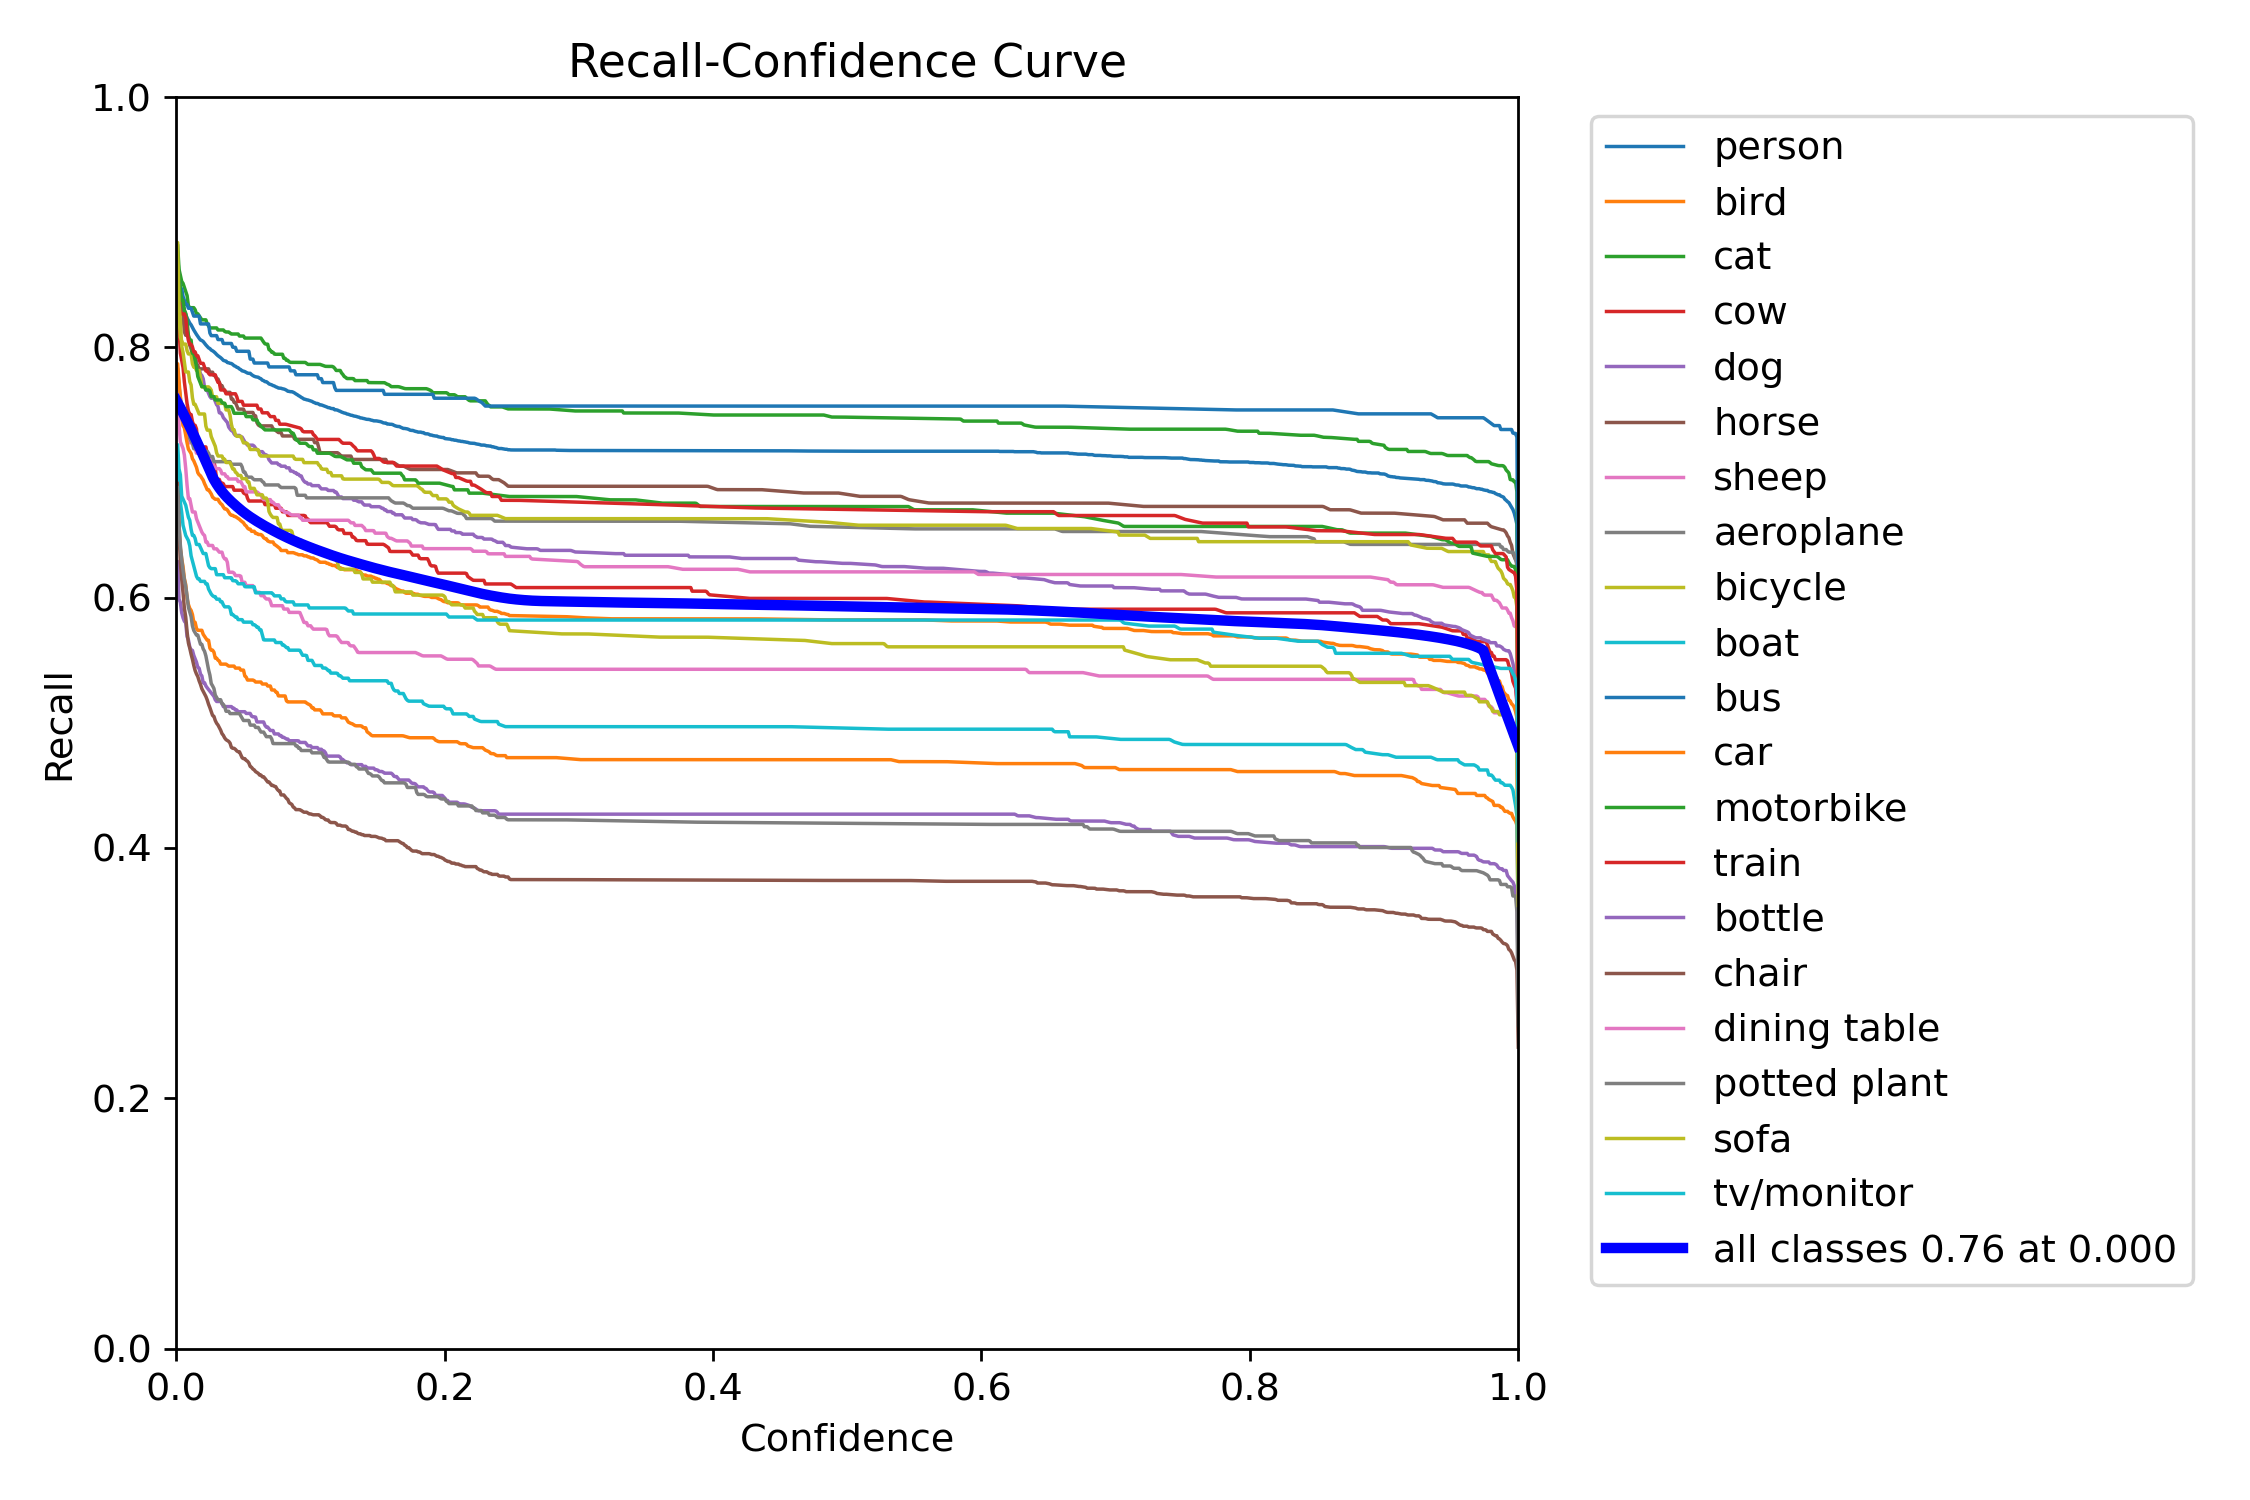 Recall-Confidence Curve
1.0
0.8
0.6
0.4
0.2
0.0
Recall
0.0 0.2 0.4 0.6 0.8 1.0
Confidence
person
bird
cat
cow
dog
horse
sheep
aeroplane
bicycle
boat
bus
car
motorbike
train
bottle
chair
dining table
potted plant
sofa
tv/monitor
all classes 0.76 at 0.000